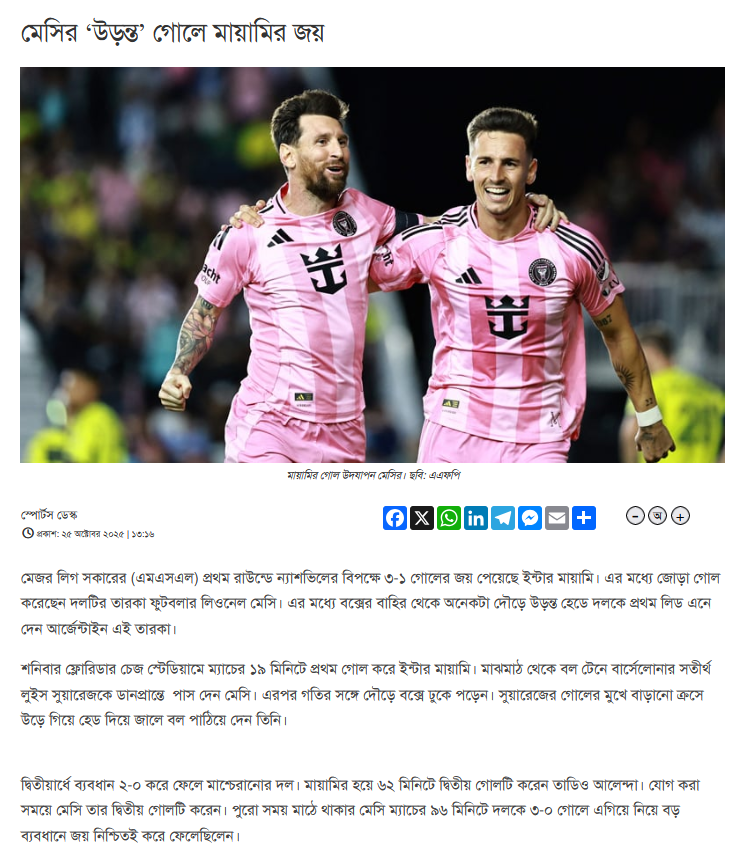 মেসির ‘উড়ন্ত’ গোলে মায়ামির জয়
মায়ামির গোল উদযাপন মেসির। ছবি: এএফপি
স্পোর্টস ডেস্ক
প্রকাশ: ২৫ অক্টোবর ২০২৫ | ১৩:১৬
- অ +
মেজর লিগ সকারের (এমএসএল) প্রথম রাউন্ডে ন্যাশভিলের বিপক্ষে ৩-১ গোলের জয় পেয়েছে ইন্টার মায়ামি। এর মধ্যে জোড়া গোল
করেছেন দলটির তারকা ফুটবলার লিওনেল মেসি। এর মধ্যে বক্সের বাহির থেকে অনেকটা দৌড়ে উড়ন্ত হেডে দলকে প্রথম লিড এনে
দেন আর্জেন্টাইন এই তারকা।
শনিবার ফ্লোরিডার চেজ স্টেডিয়ামে ম্যাচের ১৯ মিনিটে প্রথম গোল করে ইন্টার মায়ামি। মাঝমাঠ থেকে বল টেনে বার্সেলোনার সতীর্থ
লুইস সুয়ারেজকে ডানপ্রান্তে পাস দেন মেসি। এরপর গতির সঙ্গে দৌড়ে বক্সে ঢুকে পড়েন। সুয়ারেজের গোলের মুখে বাড়ানো ক্রসে
উড়ে গিয়ে হেড দিয়ে জালে বল পাঠিয়ে দেন তিনি।
দ্বিতীয়ার্ধে ব্যবধান ২-০ করে ফেলে মাশ্চেরানোর দল। মায়ামির হয়ে ৬২ মিনিটে দ্বিতীয় গোলটি করেন তাডিও আলেন্দা। যোগ করা
সময়ে মেসি তার দ্বিতীয় গোলটি করেন। পুরো সময় মাঠে থাকার মেসি ম্যাচের ৯৬ মিনিটে দলকে ৩-০ গোলে এগিয়ে নিয়ে বড়
ব্যবধানে জয় নিশ্চিতই করে ফেলেছিলেন।